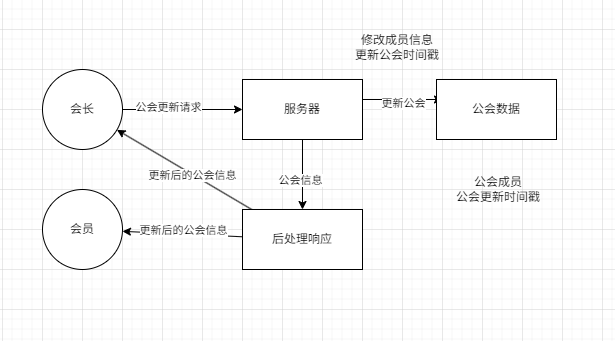 修改成员信息
更新公会时间戳
会长
公会更新请求
服务器
更新公会
公会数据
更新后的公会信息
公会信息
公会成员
公会更新时间戳
会员
更新后的公会信息
后处理响应